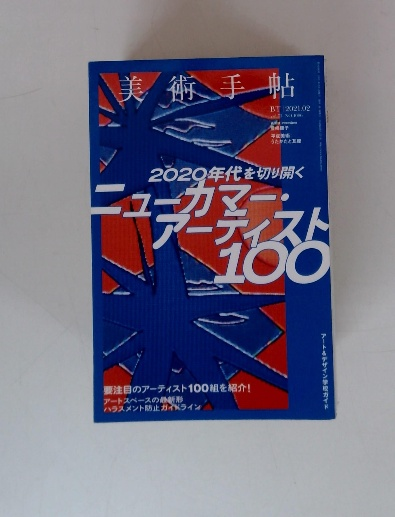 美術手帖
BT 2021.02
2020年代を切り開く
ニューカマー・
アーティスト
100
要注目のアーティスト100組を紹介!
アートスペースの最新形
ハラスメント防止ガイドライン
アート&デザイン学校ガイド